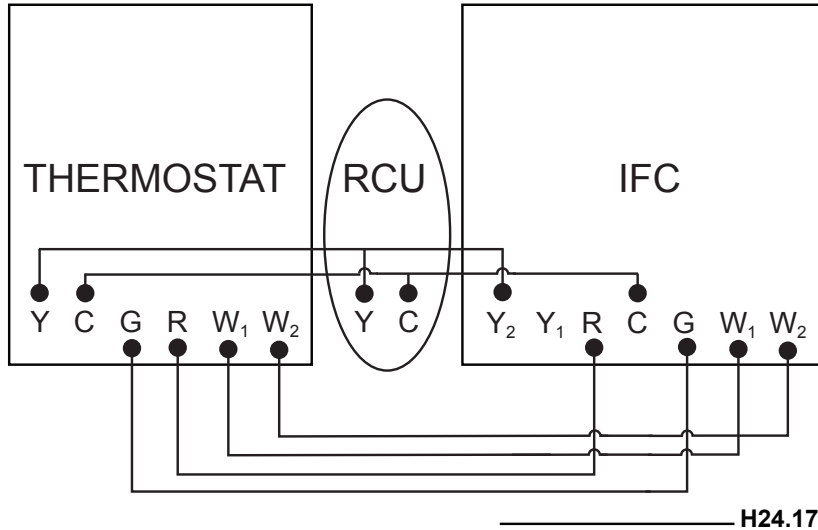 THERMOSTAT RCU IFC
Y C G R W₁ W₂ Y C Y₂ Y₁ R C G W₁ W₂
H24.17